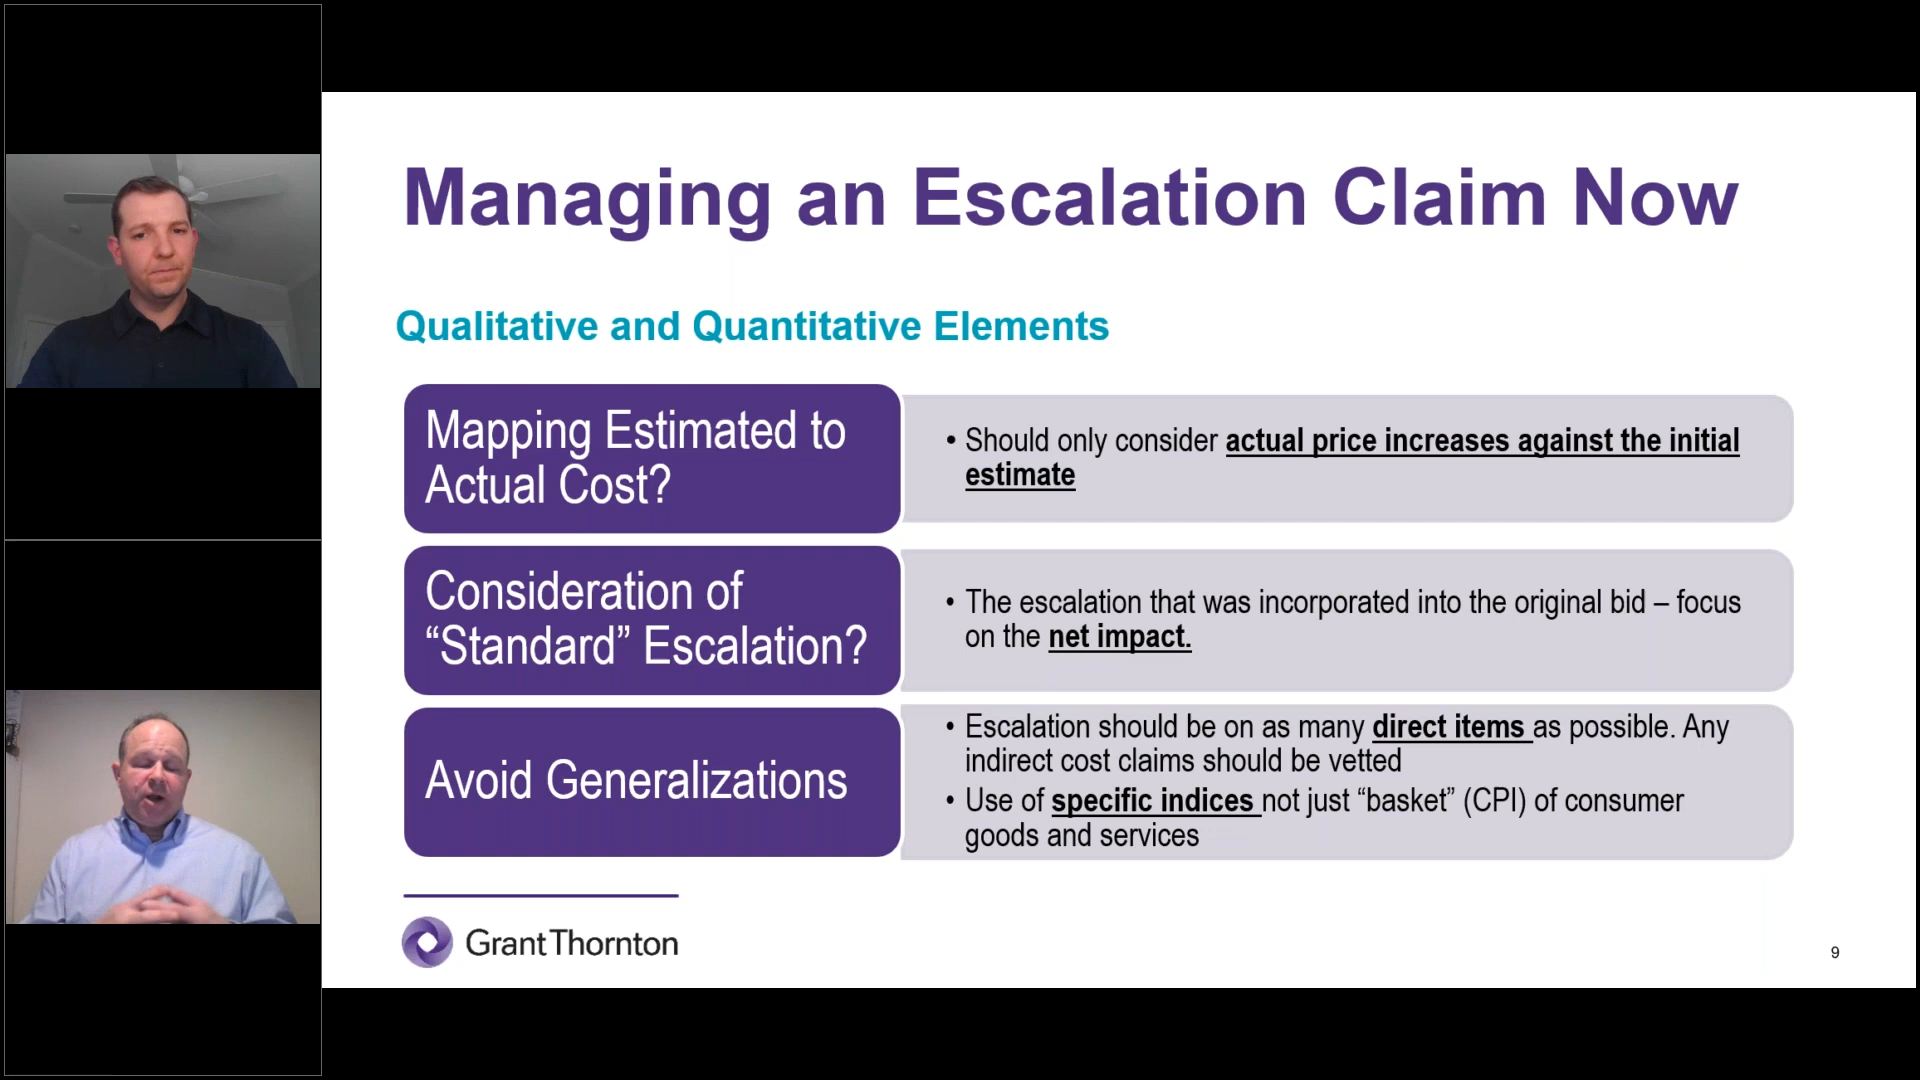 Managing an Escalation Claim Now
Qualitative and Quantitative Elements
Mapping Estimated to
Actual Cost?
• Should only consider actual price increases against the initial
estimate
Consideration of
“Standard” Escalation?
• The escalation that was incorporated into the original bid – focus
on the net impact.
Avoid Generalizations
• Escalation should be on as many direct items as possible. Any
indirect cost claims should be vetted
• Use of specific indices not just “basket” (CPI) of consumer
goods and services
GrantThornton
9